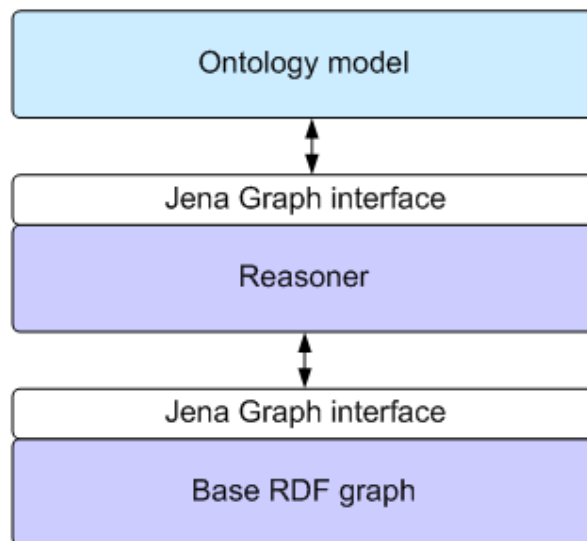 Ontology model
Jena Graph interface
Reasoner
Jena Graph interface
Base RDF graph